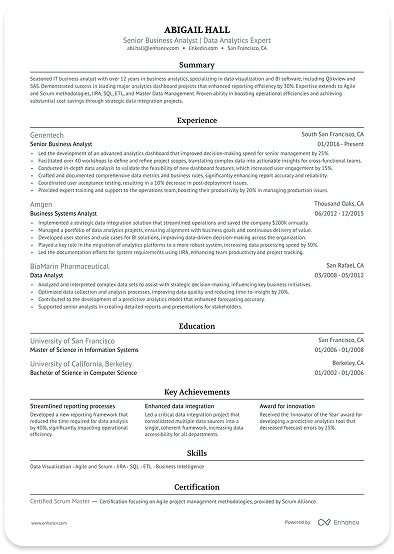 ABIGAIL HALL
Senior Business Analyst | Data Analytics Expert
abi.hall@enhancv.com • linkedin.com • San Francisco, CA
Summary
Seasoned IT business analyst with over 12 years in business analytics, specializing in data visualization and BI software, including Qlikview and
SAS. Demonstrated success in leading major analytics dashboard projects that enhanced reporting efficiency by 30%. Expertise extends to Agile
and Scrum methodologies, JIRA, SQL, ETL, and Master Data Management. Proven ability in boosting operational efficiencies and achieving
substantial cost savings through strategic data integration projects.
Experience
Genentech South San Francisco, CA
Senior Business Analyst 01/2016 - Present
• Led the development of an advanced analytics dashboard that improved decision-making speed for senior management by 25%.
• Facilitated over 40 workshops to define and refine project scopes, translating complex data into actionable insights for cross-functional teams.
• Conducted in-depth data analysis to validate the feasibility of new dashboard features, which increased user engagement by 15%.
• Crafted and documented comprehensive data metrics and business rules, significantly enhancing report accuracy and reliability.
• Coordinated user acceptance testing, resulting in a 10% decrease in post-deployment issues.
• Provided expert training and support to the operations team, boosting their productivity by 20% in managing production issues.
Amgen Thousand Oaks, CA
Business Systems Analyst 06/2012 - 12/2015
• Implemented a strategic data integration solution that streamlined operations and saved the company $200K annually.
• Managed a portfolio of data analytics projects, ensuring alignment with business goals and continuous delivery of value.
• Developed user stories and use cases for BI solutions, improving data-driven decision-making across the organization.
• Played a key role in the migration of analytics platforms to a more robust system, increasing data processing speed by 30%.
• Led the documentation efforts for system requirements using JIRA, enhancing team productivity and project tracking.
BioMarin Pharmaceutical San Rafael, CA
Data Analyst 03/2008 - 05/2012
• Analyzed and interpreted complex data sets to assist with strategic decision-making, influencing key business initiatives.
• Optimized data collection and analysis processes, improving data quality and reducing time-to-insight by 20%.
• Contributed to the development of a predictive analytics model that enhanced forecasting accuracy.
• Supported senior analysts in creating detailed reports and presentations for stakeholders.
Education
University of San Francisco San Francisco, CA
Master of Science in Information Systems 01/2006 - 01/2008
University of California, Berkeley Berkeley, CA
Bachelor of Science in Computer Science 01/2002 - 01/2006
Key Achievements
Streamlined reporting processes
Developed a new reporting framework that
reduced the time required for data analysis
by 40%, significantly impacting operational
efficiency.
Enhanced data integration
Led a critical data integration project that
consolidated multiple data sources into a
single, coherent framework, increasing data
accessibility for all departments.
Award for innovation
Received the 'Innovator of the Year' award for
developing a predictive analytics tool that
decreased forecast errors by 25%.
Skills
Data Visualization · Agile and Scrum · JIRA · SQL · ETL · Business Intelligence
Certification
Certified Scrum Master — Certification focusing on Agile project management methodologies, provided by Scrum Alliance.
www.enhancv.com Powered by Enhancv